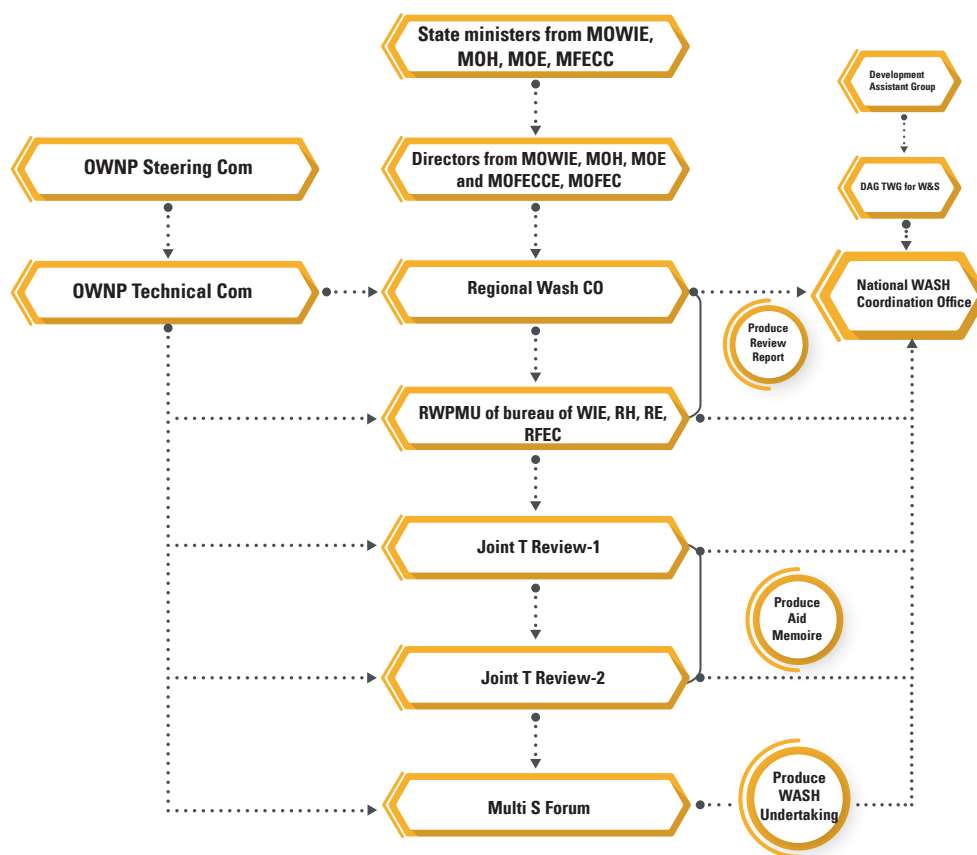 State ministers from MOWIE,
MOH, MOE, MFECC
Development
Assistant Group
OWNP Steering Com
Directors from MOWIE, MOH, MOE
and MOFECCE, MOFEC
DAG TWG for W&S
OWNP Technical Com
Regional Wash CO
National WASH
Coordination Office
Produce
Review
Report
RWPMU of bureau of WIE, RH, RE,
RFEC
Joint T Review-1
Produce
Aid
Memoire
Joint T Review-2
Multi S Forum
Produce
WASH
Undertaking